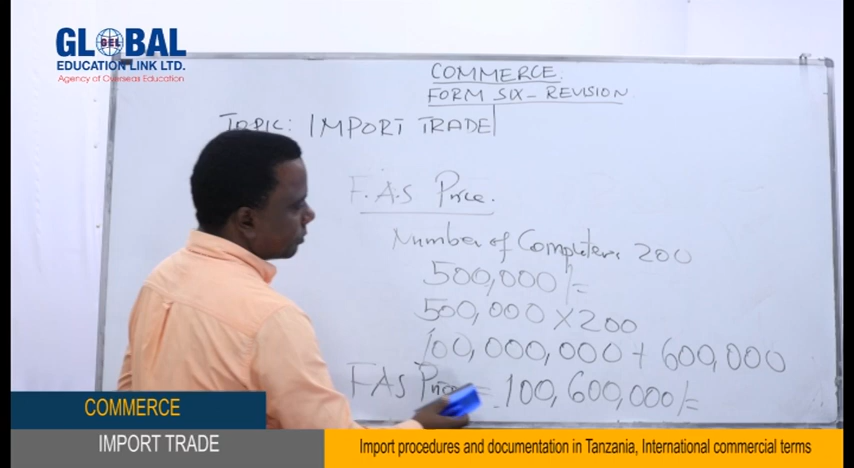 GLOBAL
GEL
EDUCATION LINK LTD.
Agency of Overseas Education
COMMERCE
FORM SIX - REVISION
TOPIC: IMPORT TRADE
F.A.S Price.
Number of Computers 200
500,000/=
500,000 X 200
100,000,000 + 600,000
FAS Price = 100,600,000/=
COMMERCE
IMPORT TRADE
Import procedures and documentation in Tanzania, International commercial terms